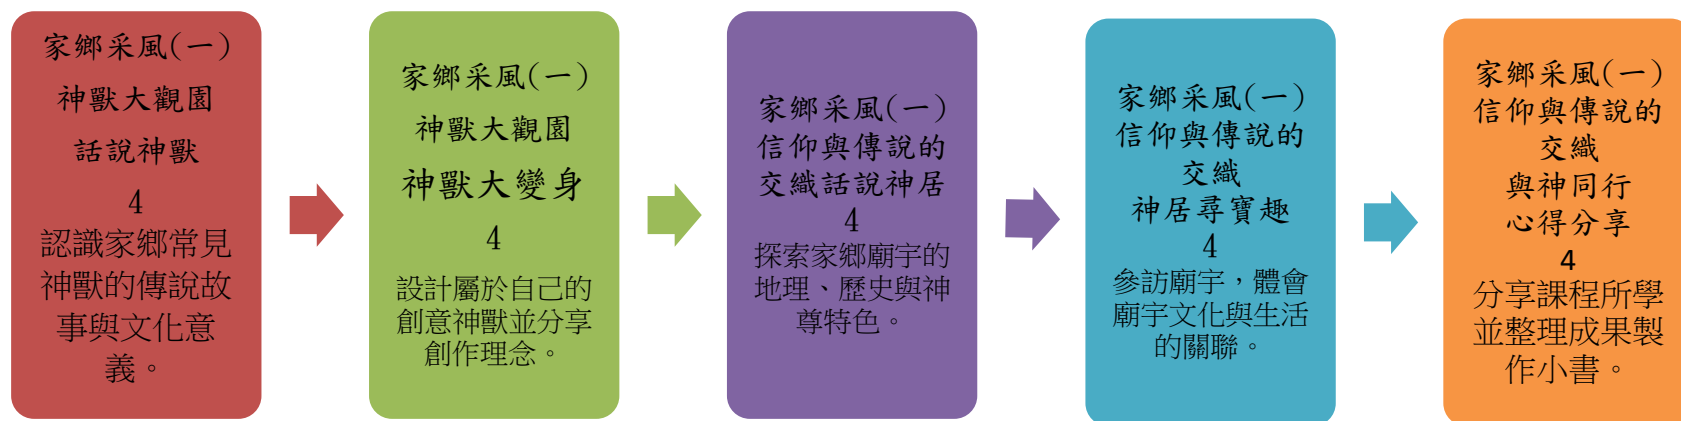 家鄉采風(一)
神獸大觀園
話說神獸
4
認識家鄉常見
神獸的傳說故
事與文化意
義。
家鄉采風(一)
神獸大觀園
神獸大變身
4
設計屬於自己的
創意神獸並分享
創作理念。
家鄉采風(一)
信仰與傳說的
交織話說神居
4
探索家鄉廟宇的
地理、歷史與神
尊特色。
家鄉采風(一)
信仰與傳說的
交織
神居尋寶趣
4
參訪廟宇，體會
廟宇文化與生活
的關聯。
家鄉采風(一)
信仰與傳說的
交織
與神同行
心得分享
4
分享課程所學
並整理成果製
作小書。